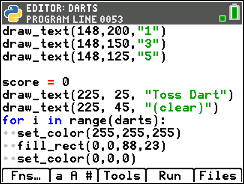 EDITOR: DARTS
PROGRAM LINE 0053
draw_text(148,200,"1")
draw_text(148,150,"3")
draw_text(148,125,"5")
score = 0
draw_text(225, 25, "Toss Dart")
draw_text(225, 45, "(clear)")
for i in range(darts):
··set_color(255,255,255)
··fill_rect(0,0,88,23)
··set_color(0,0,0)
Fns… a A # Tools Run Files